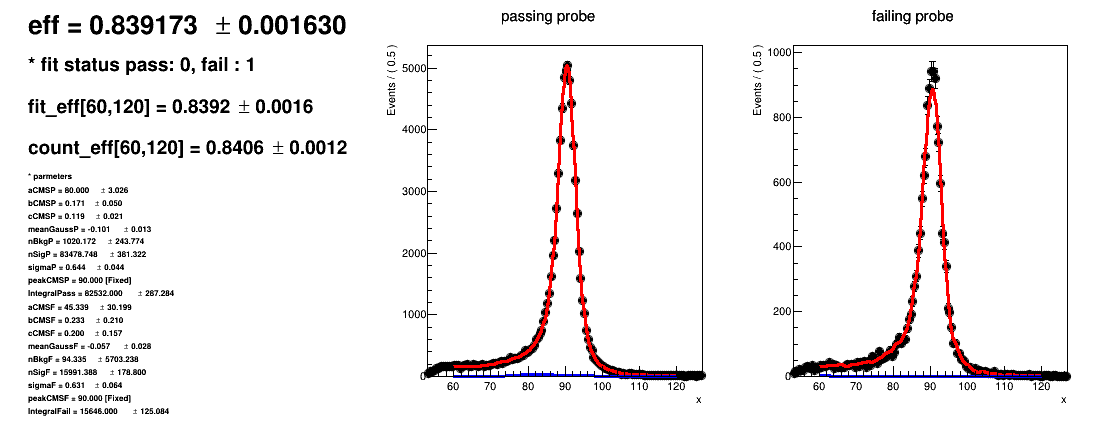 eff = 0.839173 ± 0.001630
* fit status pass: 0, fail : 1
fit_eff[60,120] = 0.8392 ± 0.0016
count_eff[60,120] = 0.8406 ± 0.0012
* parmeters
aCMSP = 80.000 ± 3.026
bCMSP = 0.171 ± 0.050
cCMSP = 0.119 ± 0.021
meanGaussP = -0.101 ± 0.013
nBkgP = 1020.172 ± 243.774
nSigP = 83478.748 ± 381.322
sigmaP = 0.644 ± 0.044
peakCMSP = 90.000 [Fixed]
IntegralPass = 82532.000 ± 287.284
aCMSF = 45.339 ± 30.199
bCMSF = 0.233 ± 0.210
cCMSF = 0.200 ± 0.157
meanGaussF = -0.057 ± 0.028
nBkgF = 94.335 ± 5703.238
nSigF = 15991.388 ± 178.800
sigmaF = 0.631 ± 0.064
peakCMSF = 90.000 [Fixed]
IntegralFail = 15646.000 ± 125.084
passing probe
Events / ( 0.5 )
5000
4000
3000
2000
1000
0
60 70 80 90 100 110 120
x
failing probe
Events / ( 0.5 )
1000
800
600
400
200
0
60 70 80 90 100 110 120
x